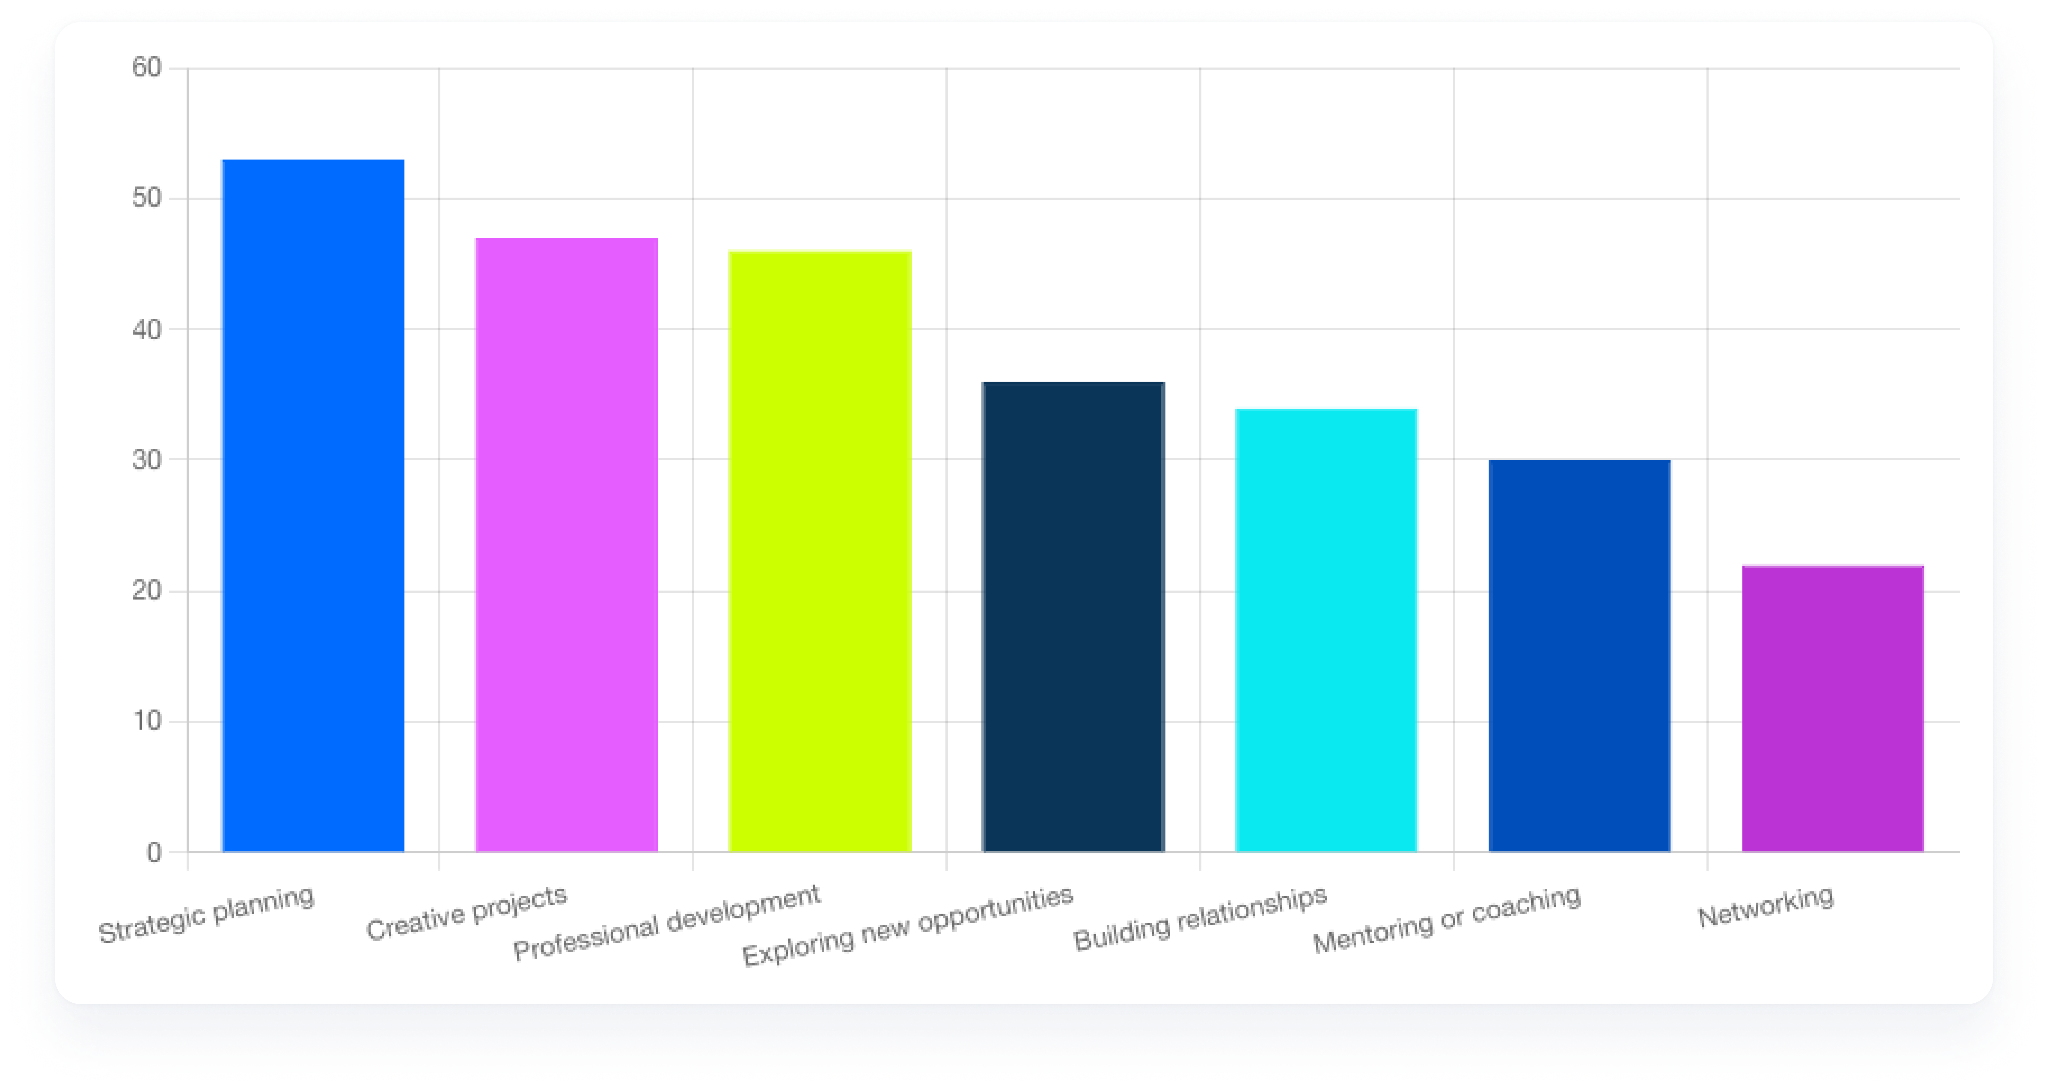 60
50
40
30
20
10
0
Strategic planning
Creative projects
Professional development
Exploring new opportunities
Building relationships
Mentoring or coaching
Networking